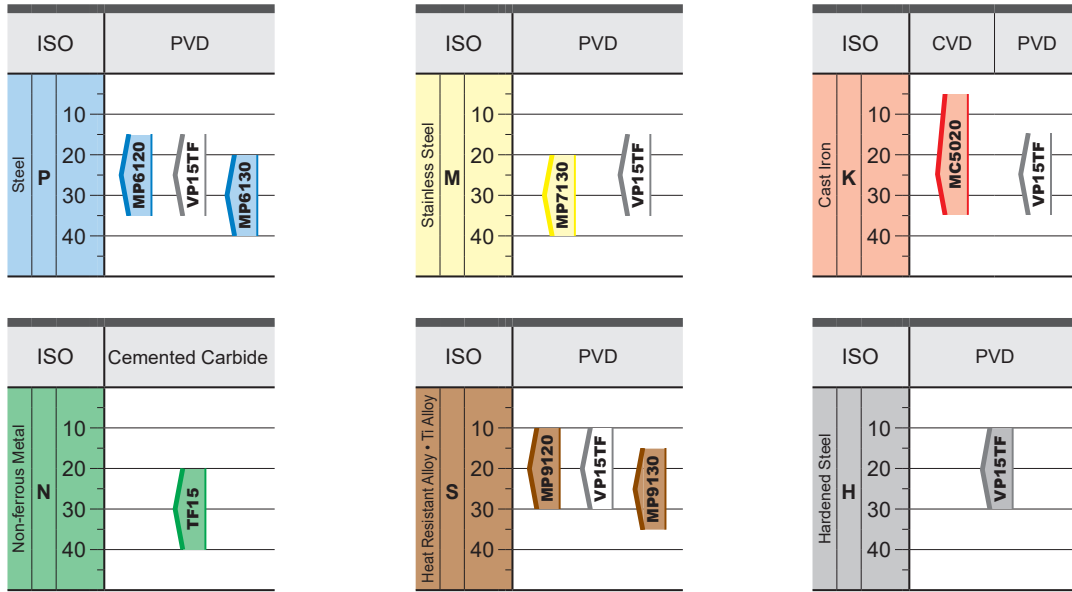 ISO PVD
Steel
P
10
20
30
40
MP6120
VP15TF
MP6130
ISO PVD
Stainless Steel
M
10
20
30
40
MP7130
VP15TF
ISO CVD PVD
Cast Iron
K
10
20
30
40
MC5020
VP15TF
ISO Cemented Carbide
Non-ferrous Metal
N
10
20
30
40
TF15
ISO PVD
Heat Resistant Alloy • Ti Alloy
S
10
20
30
40
MP9120
VP15TF
MP9130
ISO PVD
Hardened Steel
H
10
20
30
40
VP15TF